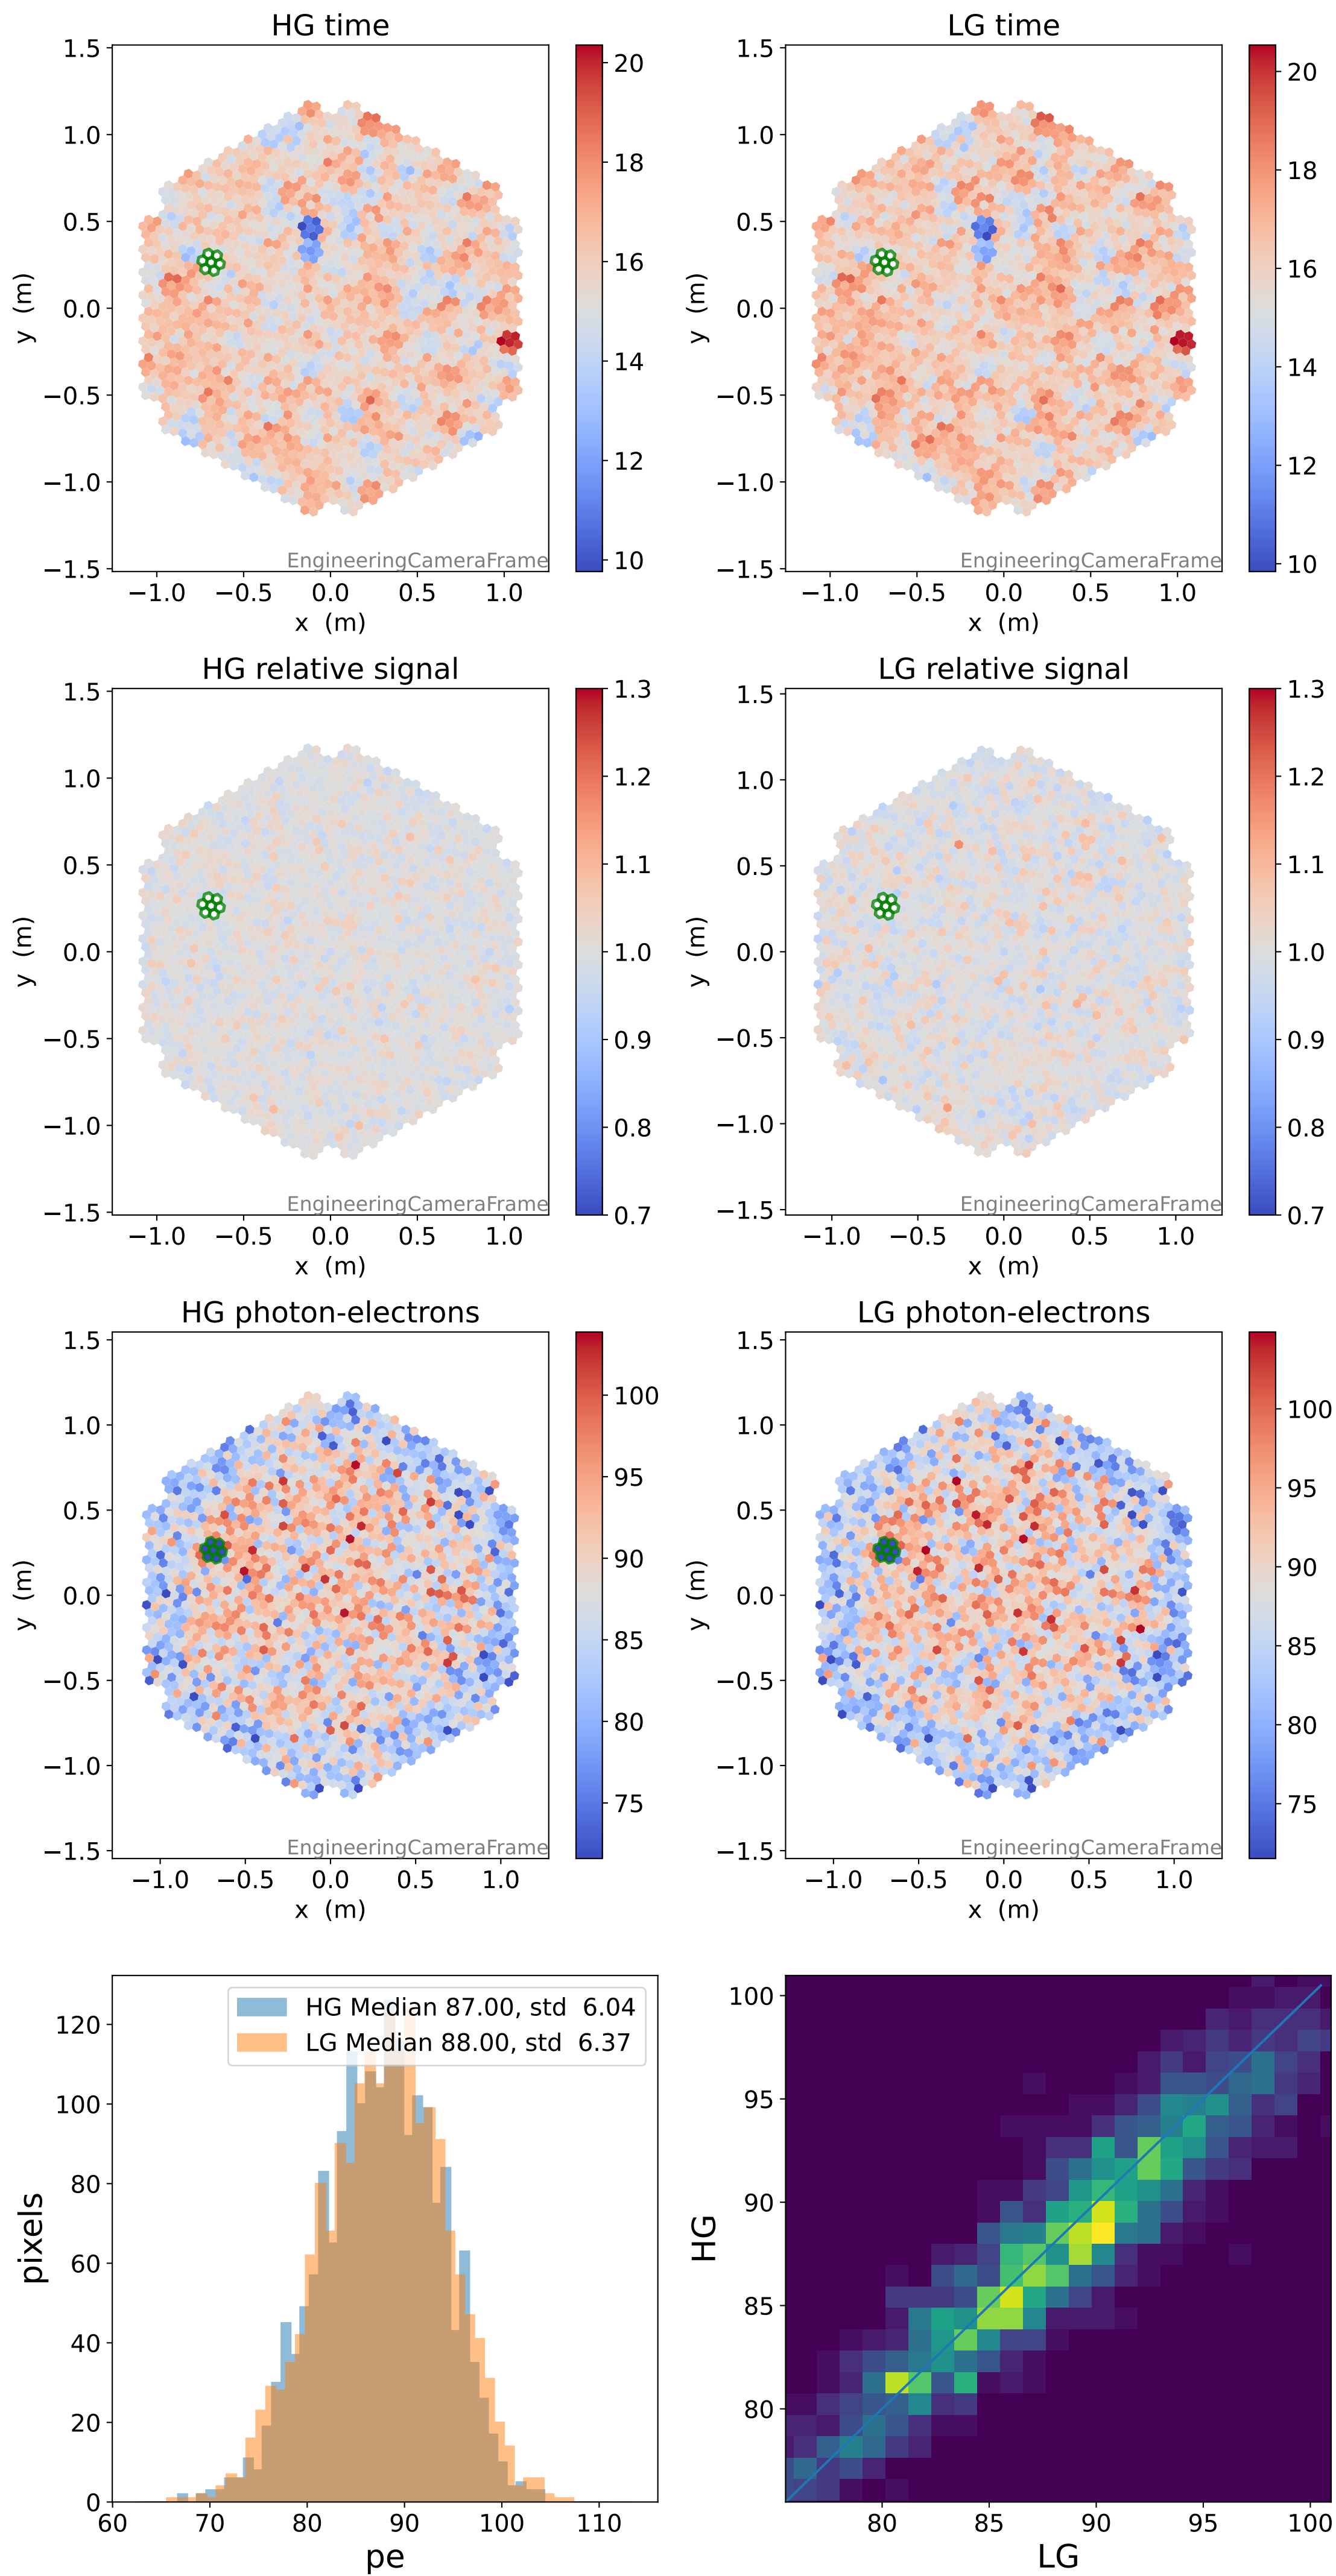 HG time
LG time
1.5
1.0
0.5
0.0
−0.5
−1.0
−1.5
y (m)
−1.0 −0.5 0.0 0.5 1.0
x (m)
EngineeringCameraFrame
20
18
16
14
12
10
1.5
1.0
0.5
0.0
−0.5
−1.0
−1.5
y (m)
−1.0 −0.5 0.0 0.5 1.0
x (m)
EngineeringCameraFrame
20
18
16
14
12
10
HG relative signal
LG relative signal
1.5
1.0
0.5
0.0
−0.5
−1.0
−1.5
y (m)
−1.0 −0.5 0.0 0.5 1.0
x (m)
EngineeringCameraFrame
1.3
1.2
1.1
1.0
0.9
0.8
0.7
1.5
1.0
0.5
0.0
−0.5
−1.0
−1.5
y (m)
−1.0 −0.5 0.0 0.5 1.0
x (m)
EngineeringCameraFrame
1.3
1.2
1.1
1.0
0.9
0.8
0.7
HG photon-electrons
LG photon-electrons
1.5
1.0
0.5
0.0
−0.5
−1.0
−1.5
y (m)
−1.0 −0.5 0.0 0.5 1.0
x (m)
EngineeringCameraFrame
100
95
90
85
80
75
1.5
1.0
0.5
0.0
−0.5
−1.0
−1.5
y (m)
−1.0 −0.5 0.0 0.5 1.0
x (m)
EngineeringCameraFrame
100
95
90
85
80
75
HG Median 87.00, std 6.04
LG Median 88.00, std 6.37
120
100
80
60
40
20
0
pixels
60 70 80 90 100 110
pe
100
95
90
85
80
HG
80 85 90 95 100
LG